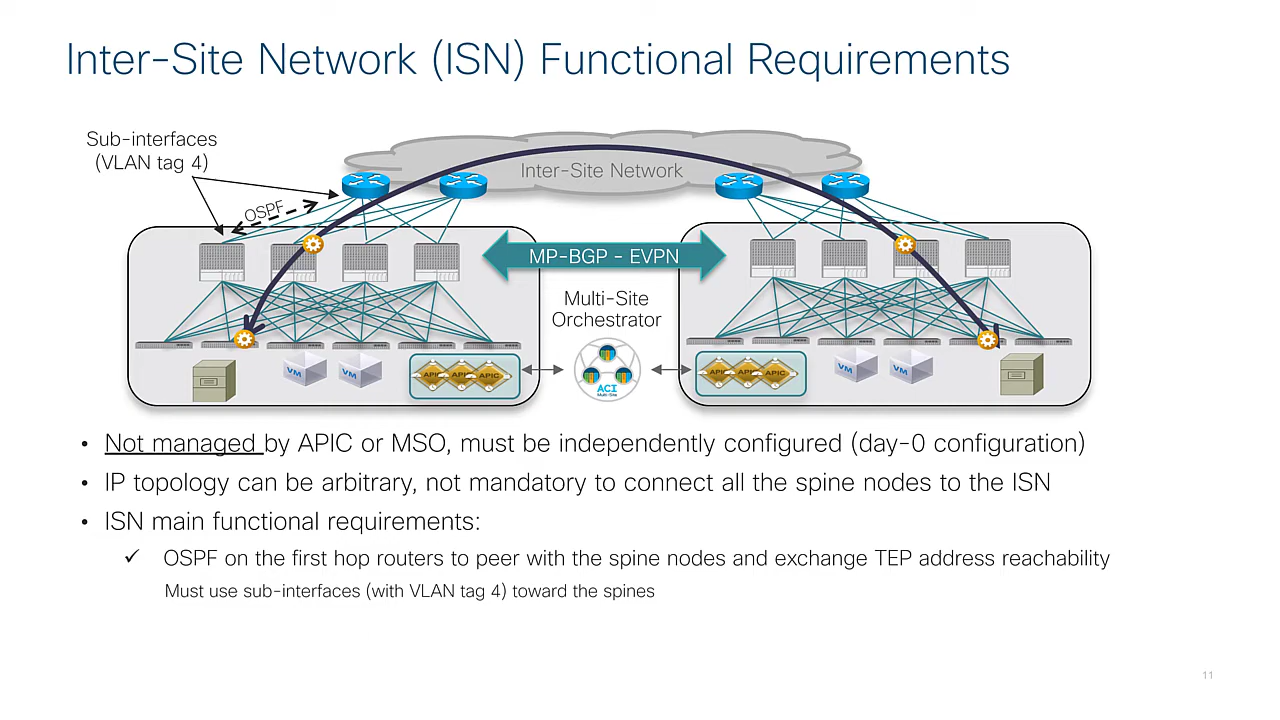 Inter-Site Network (ISN) Functional Requirements
Sub-interfaces
(VLAN tag 4)
Inter-Site Network
OSPF
MP-BGP - EVPN
Multi-Site
Orchestrator
VM
VM
APIC
APIC
APIC
ACI
Multi-Site
APIC
APIC
APIC
VM
VM
• Not managed by APIC or MSO, must be independently configured (day-0 configuration)
• IP topology can be arbitrary, not mandatory to connect all the spine nodes to the ISN
• ISN main functional requirements:
✓ OSPF on the first hop routers to peer with the spine nodes and exchange TEP address reachability
Must use sub-interfaces (with VLAN tag 4) toward the spines
11